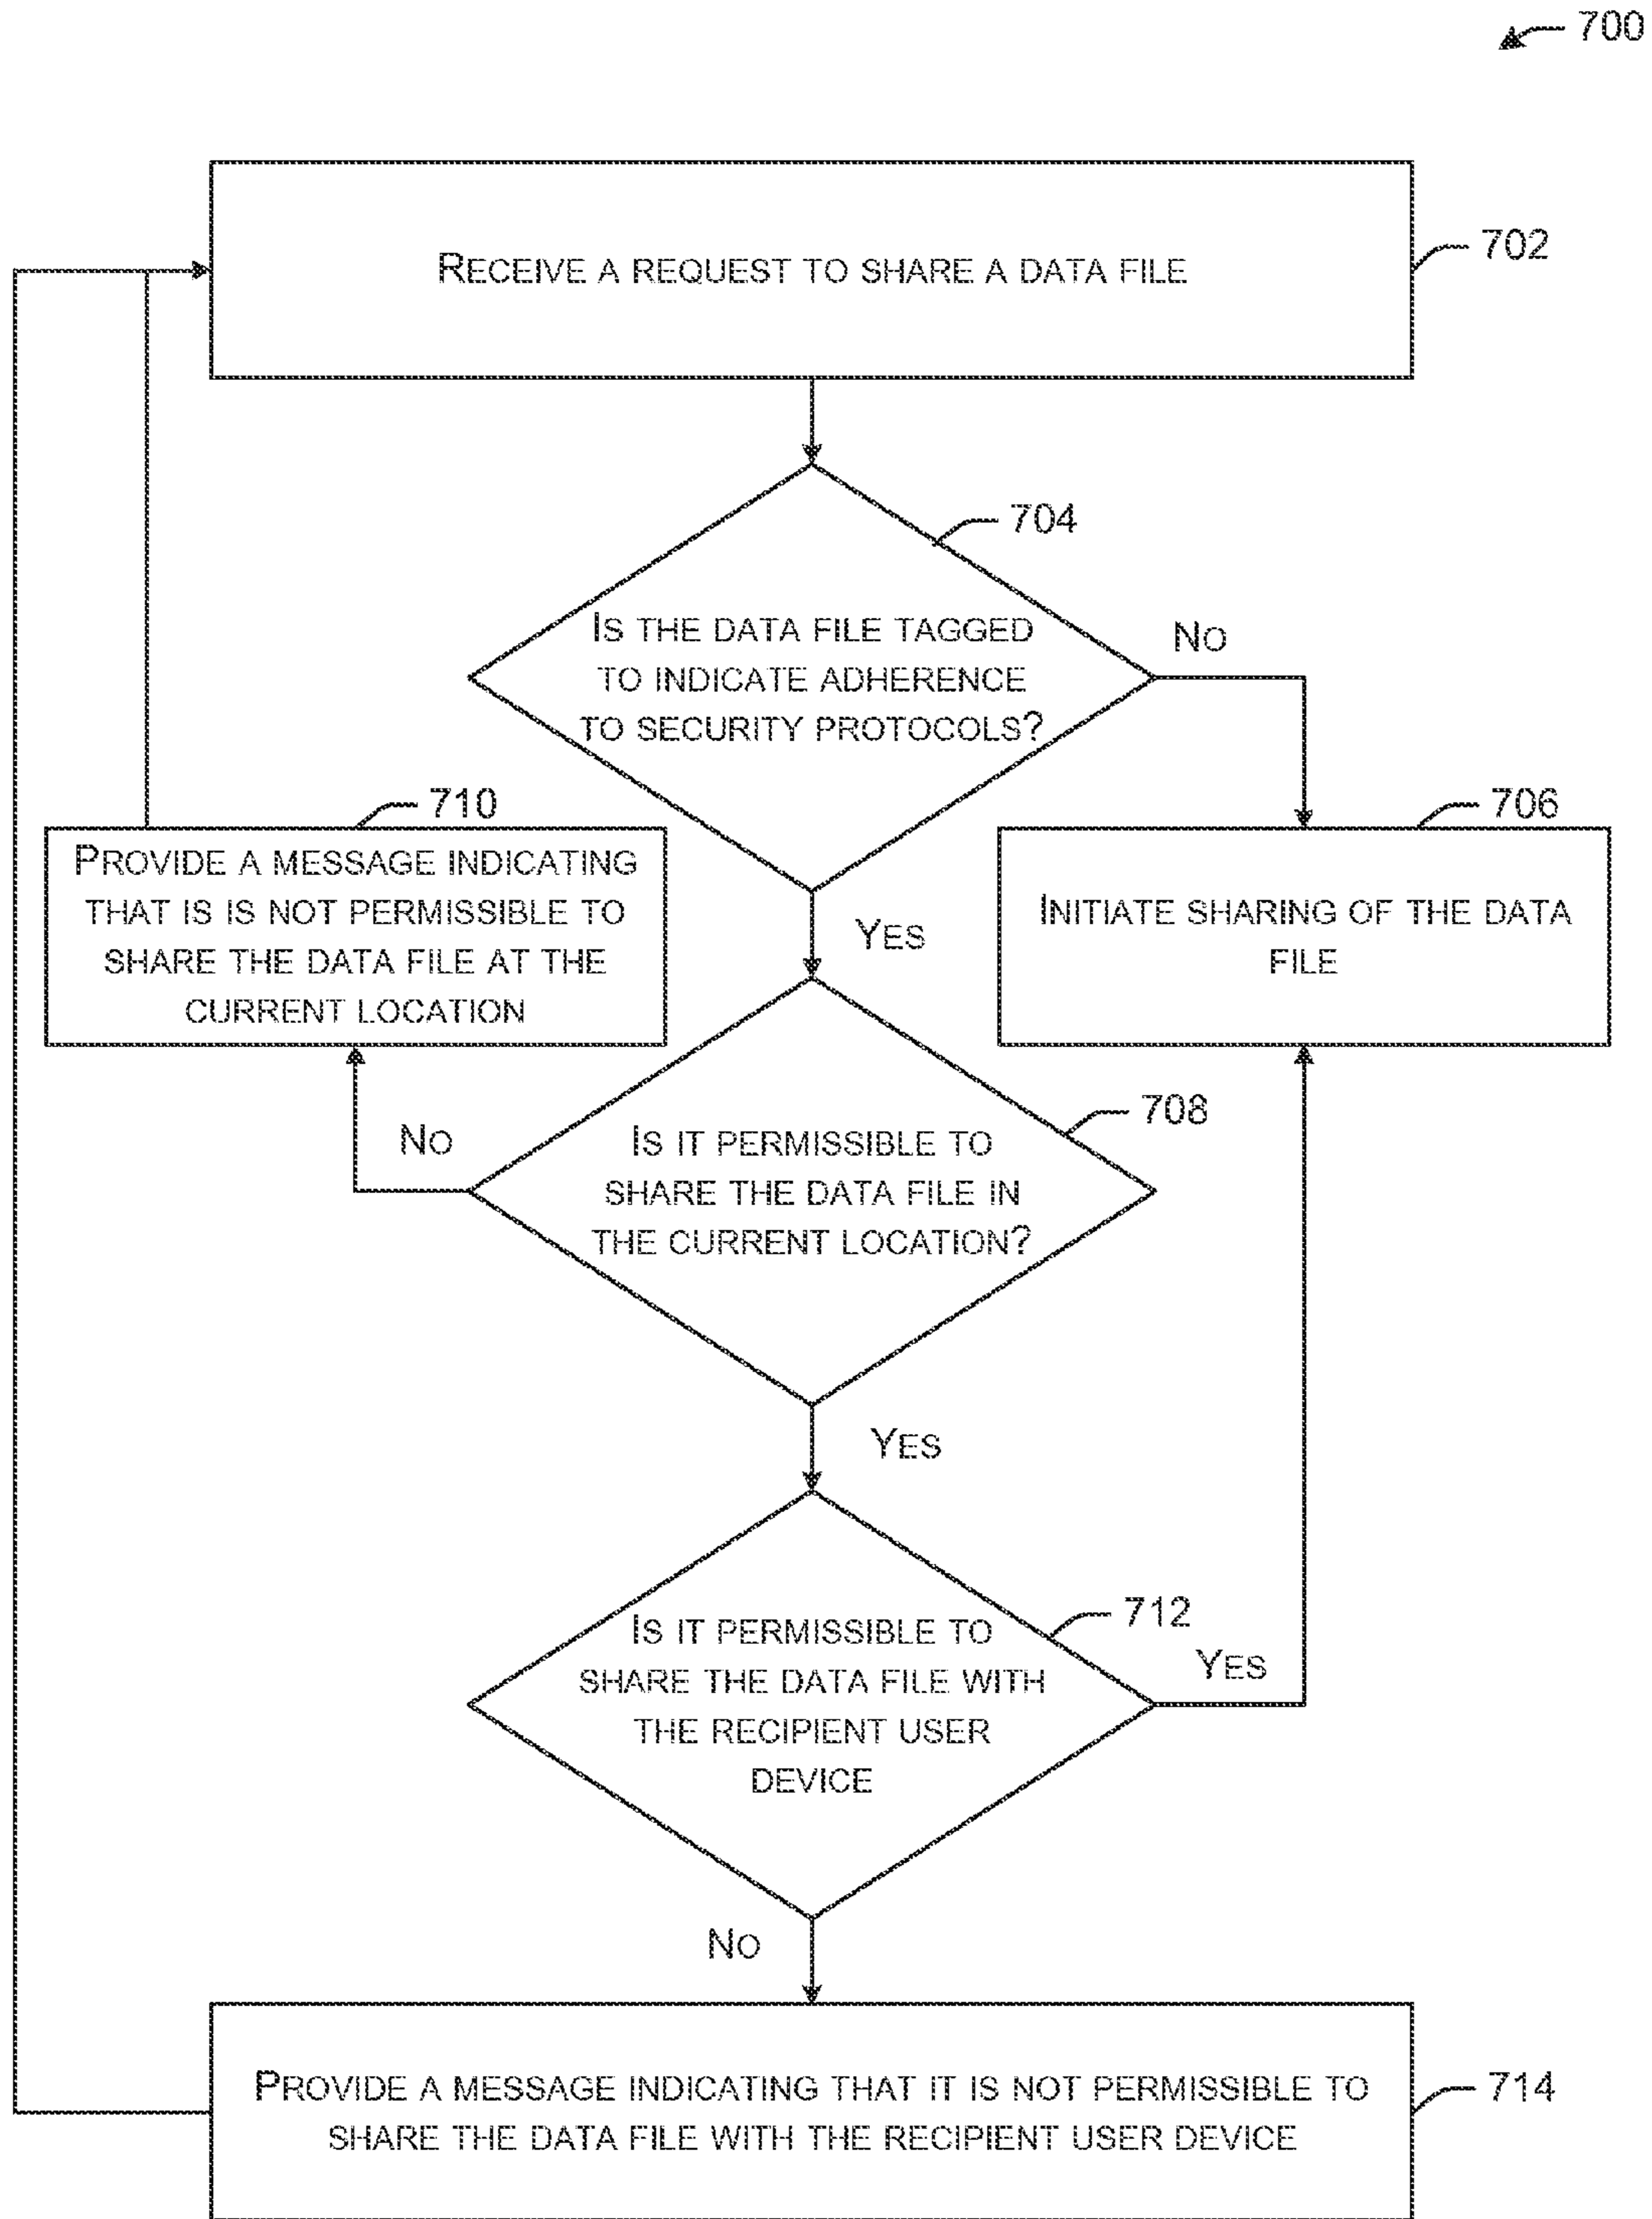 700
RECEIVE A REQUEST TO SHARE A DATA FILE
702
704
IS THE DATA FILE TAGGED
TO INDICATE ADHERENCE
TO SECURITY PROTOCOLS?
NO
YES
710
PROVIDE A MESSAGE INDICATING
THAT IS IS NOT PERMISSIBLE TO
SHARE THE DATA FILE AT THE
CURRENT LOCATION
706
INITIATE SHARING OF THE DATA
FILE
708
IS IT PERMISSIBLE TO
SHARE THE DATA FILE IN
THE CURRENT LOCATION?
NO
YES
712
IS IT PERMISSIBLE TO
SHARE THE DATA FILE WITH
THE RECIPIENT USER
DEVICE
YES
NO
PROVIDE A MESSAGE INDICATING THAT IT IS NOT PERMISSIBLE TO
SHARE THE DATA FILE WITH THE RECIPIENT USER DEVICE
714